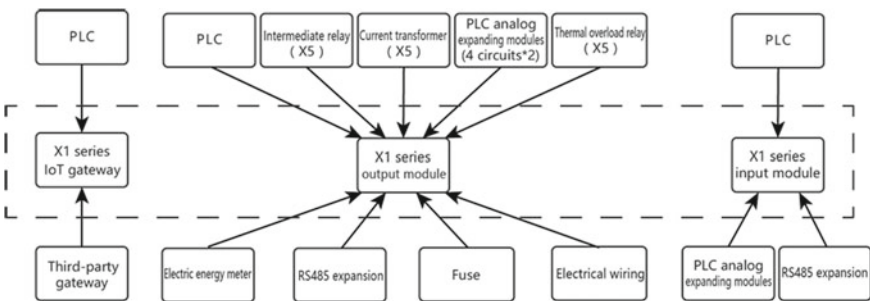 PLC
PLC
Intermediate relay
( X5 )
Current transformer
( X5 )
PLC analog
expanding modules
(4 circuits*2)
Thermal overload relay
( X5 )
PLC
X1 series
IoT gateway
X1 series
output module
X1 series
input module
Third-party
gateway
Electric energy meter
RS485 expansion
Fuse
Electrical wiring
PLC analog
expanding modules
RS485 expansion